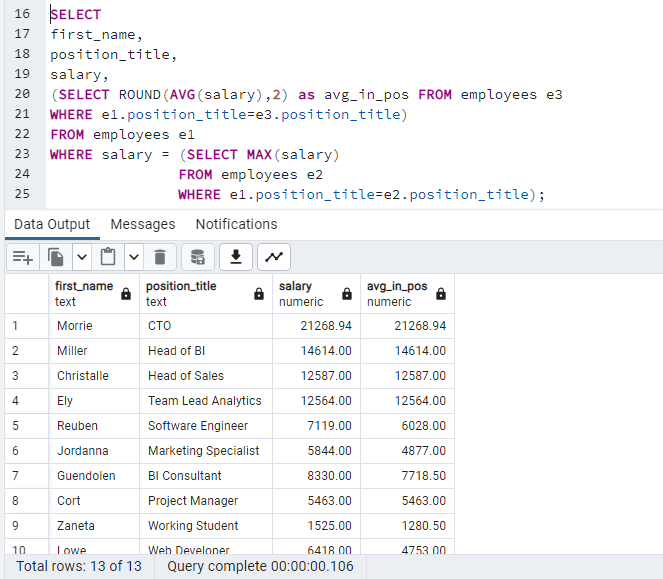 16 SELECT
17 first_name,
18 position_title,
19 salary,
20 (SELECT ROUND(AVG(salary),2) as avg_in_pos FROM employees e3
21 WHERE e1.position_title=e3.position_title)
22 FROM employees e1
23 WHERE salary = (SELECT MAX(salary)
24 FROM employees e2
25 WHERE e1.position_title=e2.position_title);
Data Output Messages Notifications
first_name position_title salary avg_in_pos
text text numeric numeric
1 Morrie CTO 21268.94 21268.94
2 Miller Head of BI 14614.00 14614.00
3 Christalle Head of Sales 12587.00 12587.00
4 Ely Team Lead Analytics 12564.00 12564.00
5 Reuben Software Engineer 7119.00 6028.00
6 Jordanna Marketing Specialist 5844.00 4877.00
7 Guendolen BI Consultant 8330.00 7718.50
8 Cort Project Manager 5463.00 5463.00
9 Zaneta Working Student 1525.00 1280.50
10 Lowe Web Developer 6418.00 4753.00
Total rows: 13 of 13 Query complete 00:00:00.106